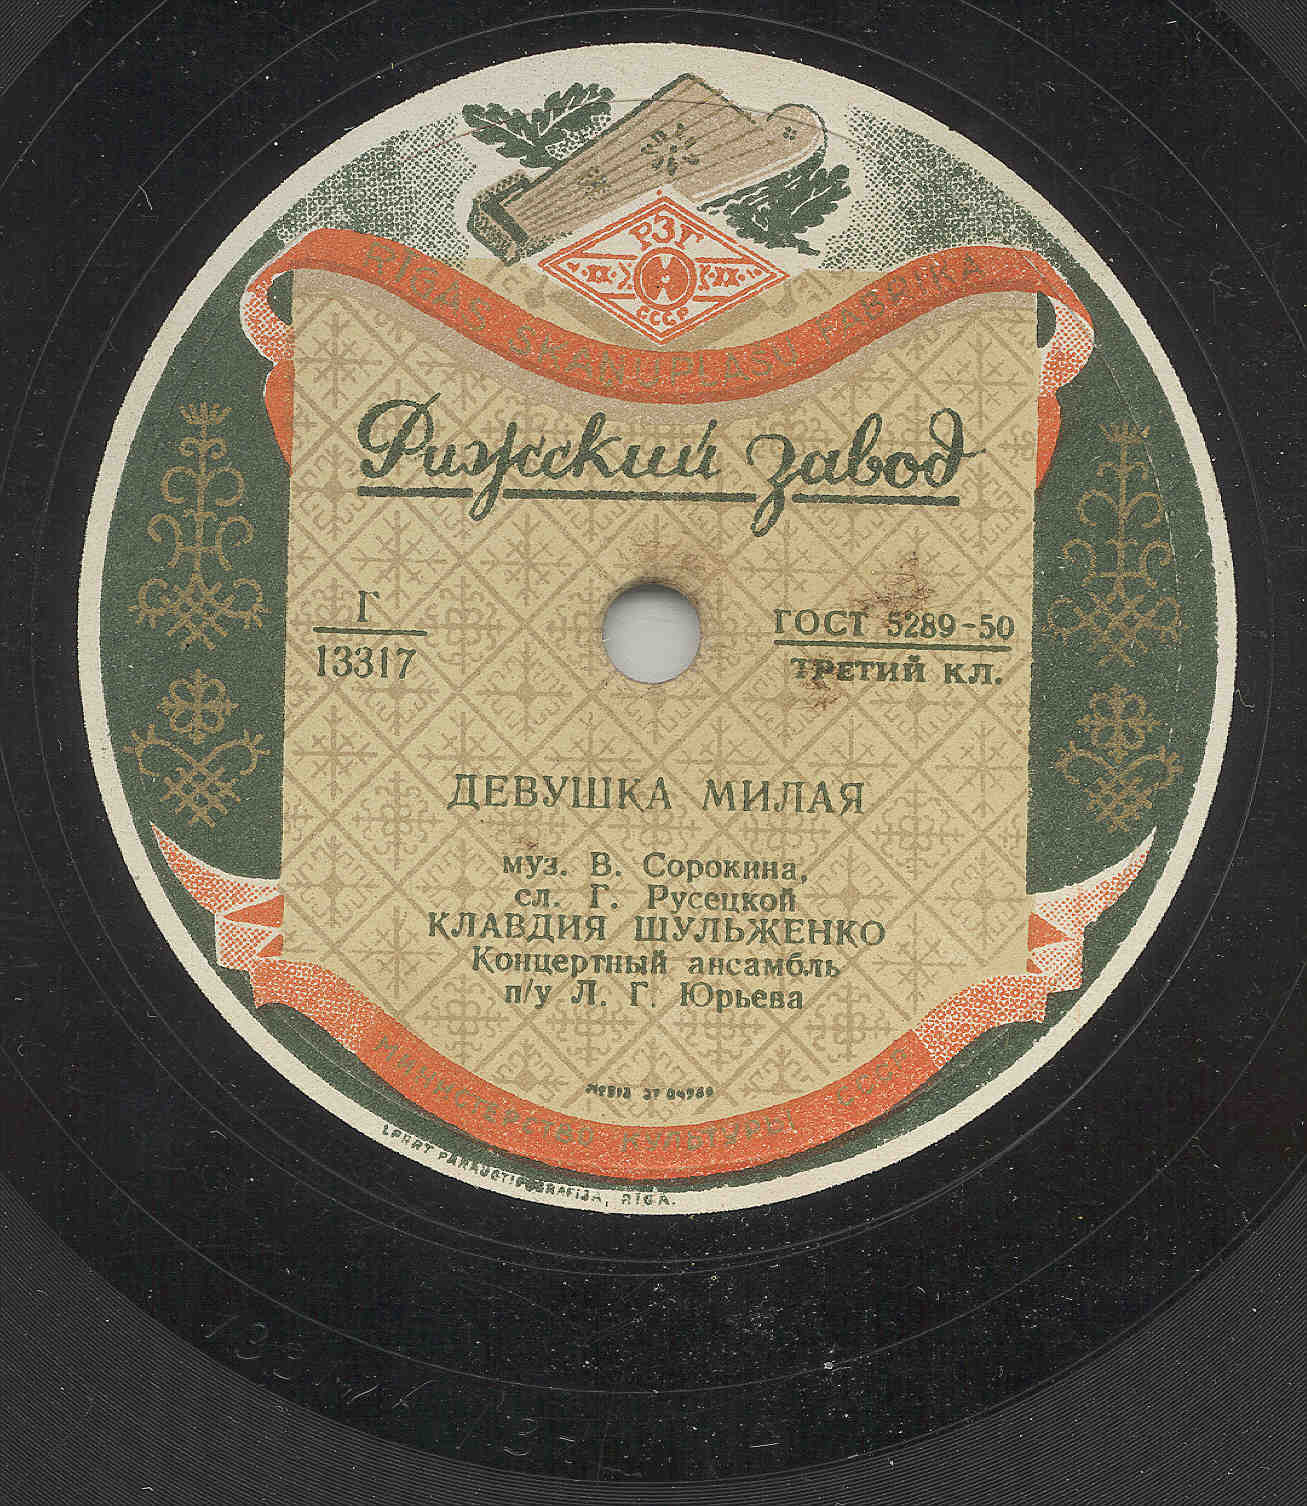 РЗГ
СССР
RĪGAS SKAŅUPLAŠU FABRIKA
Рижский завод
Г
13317
ГОСТ 5289-50
ТРЕТИЙ КЛ.
ДЕВУШКА МИЛАЯ
муз. В. Сорокина,
сл. Г. Русецкой
КЛАВДИЯ ШУЛЬЖЕНКО
Концертный ансамбль
п/у Л. Г. Юрьева
МИНИСТЕРСТВО КУЛЬТУРЫ СССР
RĪGA.